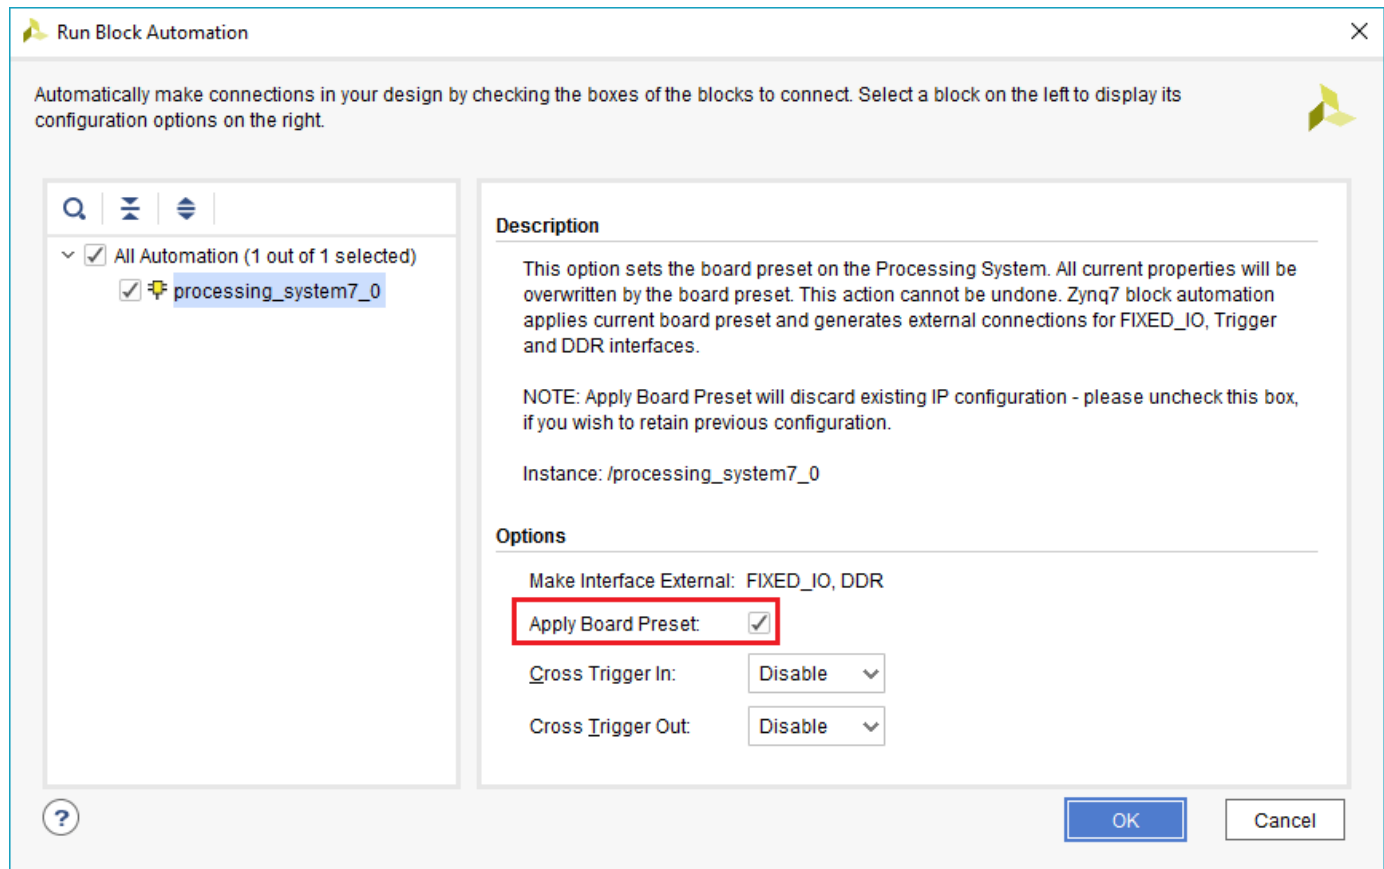 Run Block Automation
Automatically make connections in your design by checking the boxes of the blocks to connect. Select a block on the left to display its
configuration options on the right.
All Automation (1 out of 1 selected)
processing_system7_0
Description
This option sets the board preset on the Processing System. All current properties will be
overwritten by the board preset. This action cannot be undone. Zynq7 block automation
applies current board preset and generates external connections for FIXED_IO, Trigger
and DDR interfaces.
NOTE: Apply Board Preset will discard existing IP configuration - please uncheck this box,
if you wish to retain previous configuration.
Instance: /processing_system7_0
Options
Make Interface External: FIXED_IO, DDR
Apply Board Preset:
Cross Trigger In: Disable
Cross Trigger Out: Disable
? OK Cancel